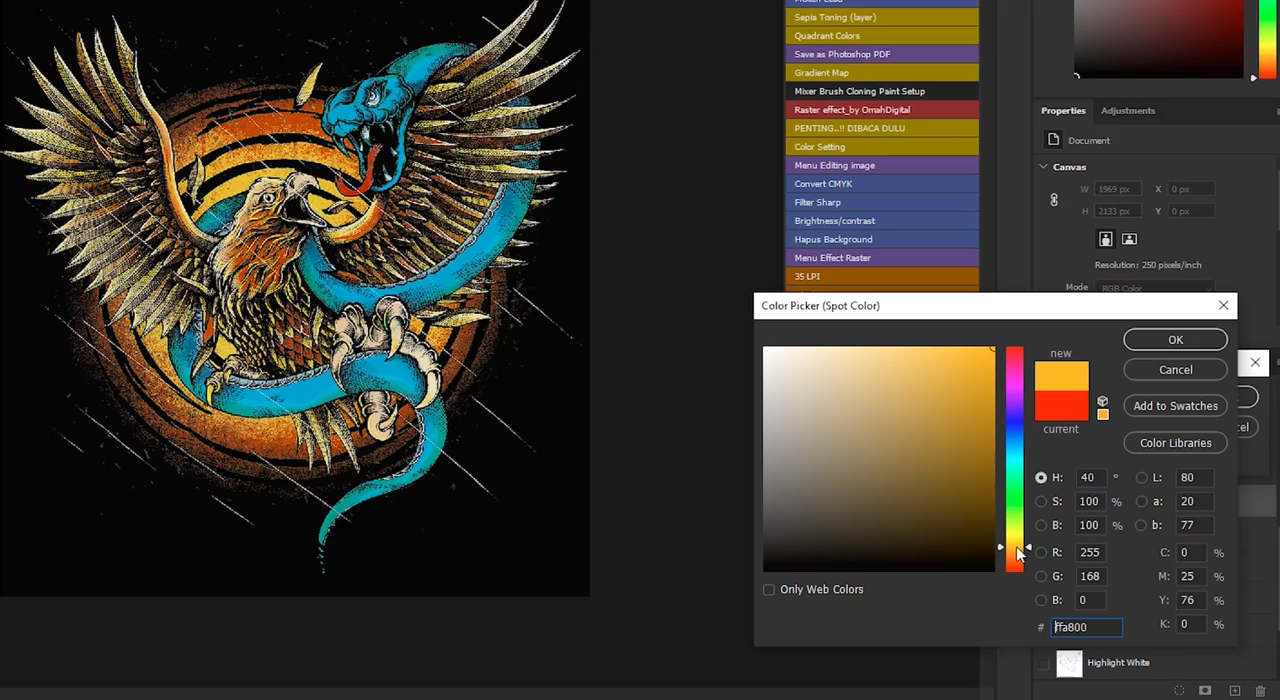 Sepia Toning (layer)
Quadrant Colors
Save as Photoshop PDF
Gradient Map
Mixer Brush Cloning Paint Setup
Raster effect_by OmahDigital
PENTING..!! DIBACA DULU
Color Setting
Menu Editing image
Convert CMYK
Filter Sharp
Brightness/contrast
Hapus Background
Menu Effect Raster
35 LPI
Properties Adjustments
Document
Canvas
W 1969 px X 0 px
H 2133 px Y 0 px
Resolution: 250 pixels/inch
Mode RGB Color
Color Picker (Spot Color)
new
current
OK
Cancel
Add to Swatches
Color Libraries
H: 40 ° L: 80
S: 100 % a: 20
B: 100 % b: 77
R: 255 C: 0 %
G: 168 M: 25 %
B: 0 Y: 76 %
# ffa800 K: 0 %
Only Web Colors
Highlight White